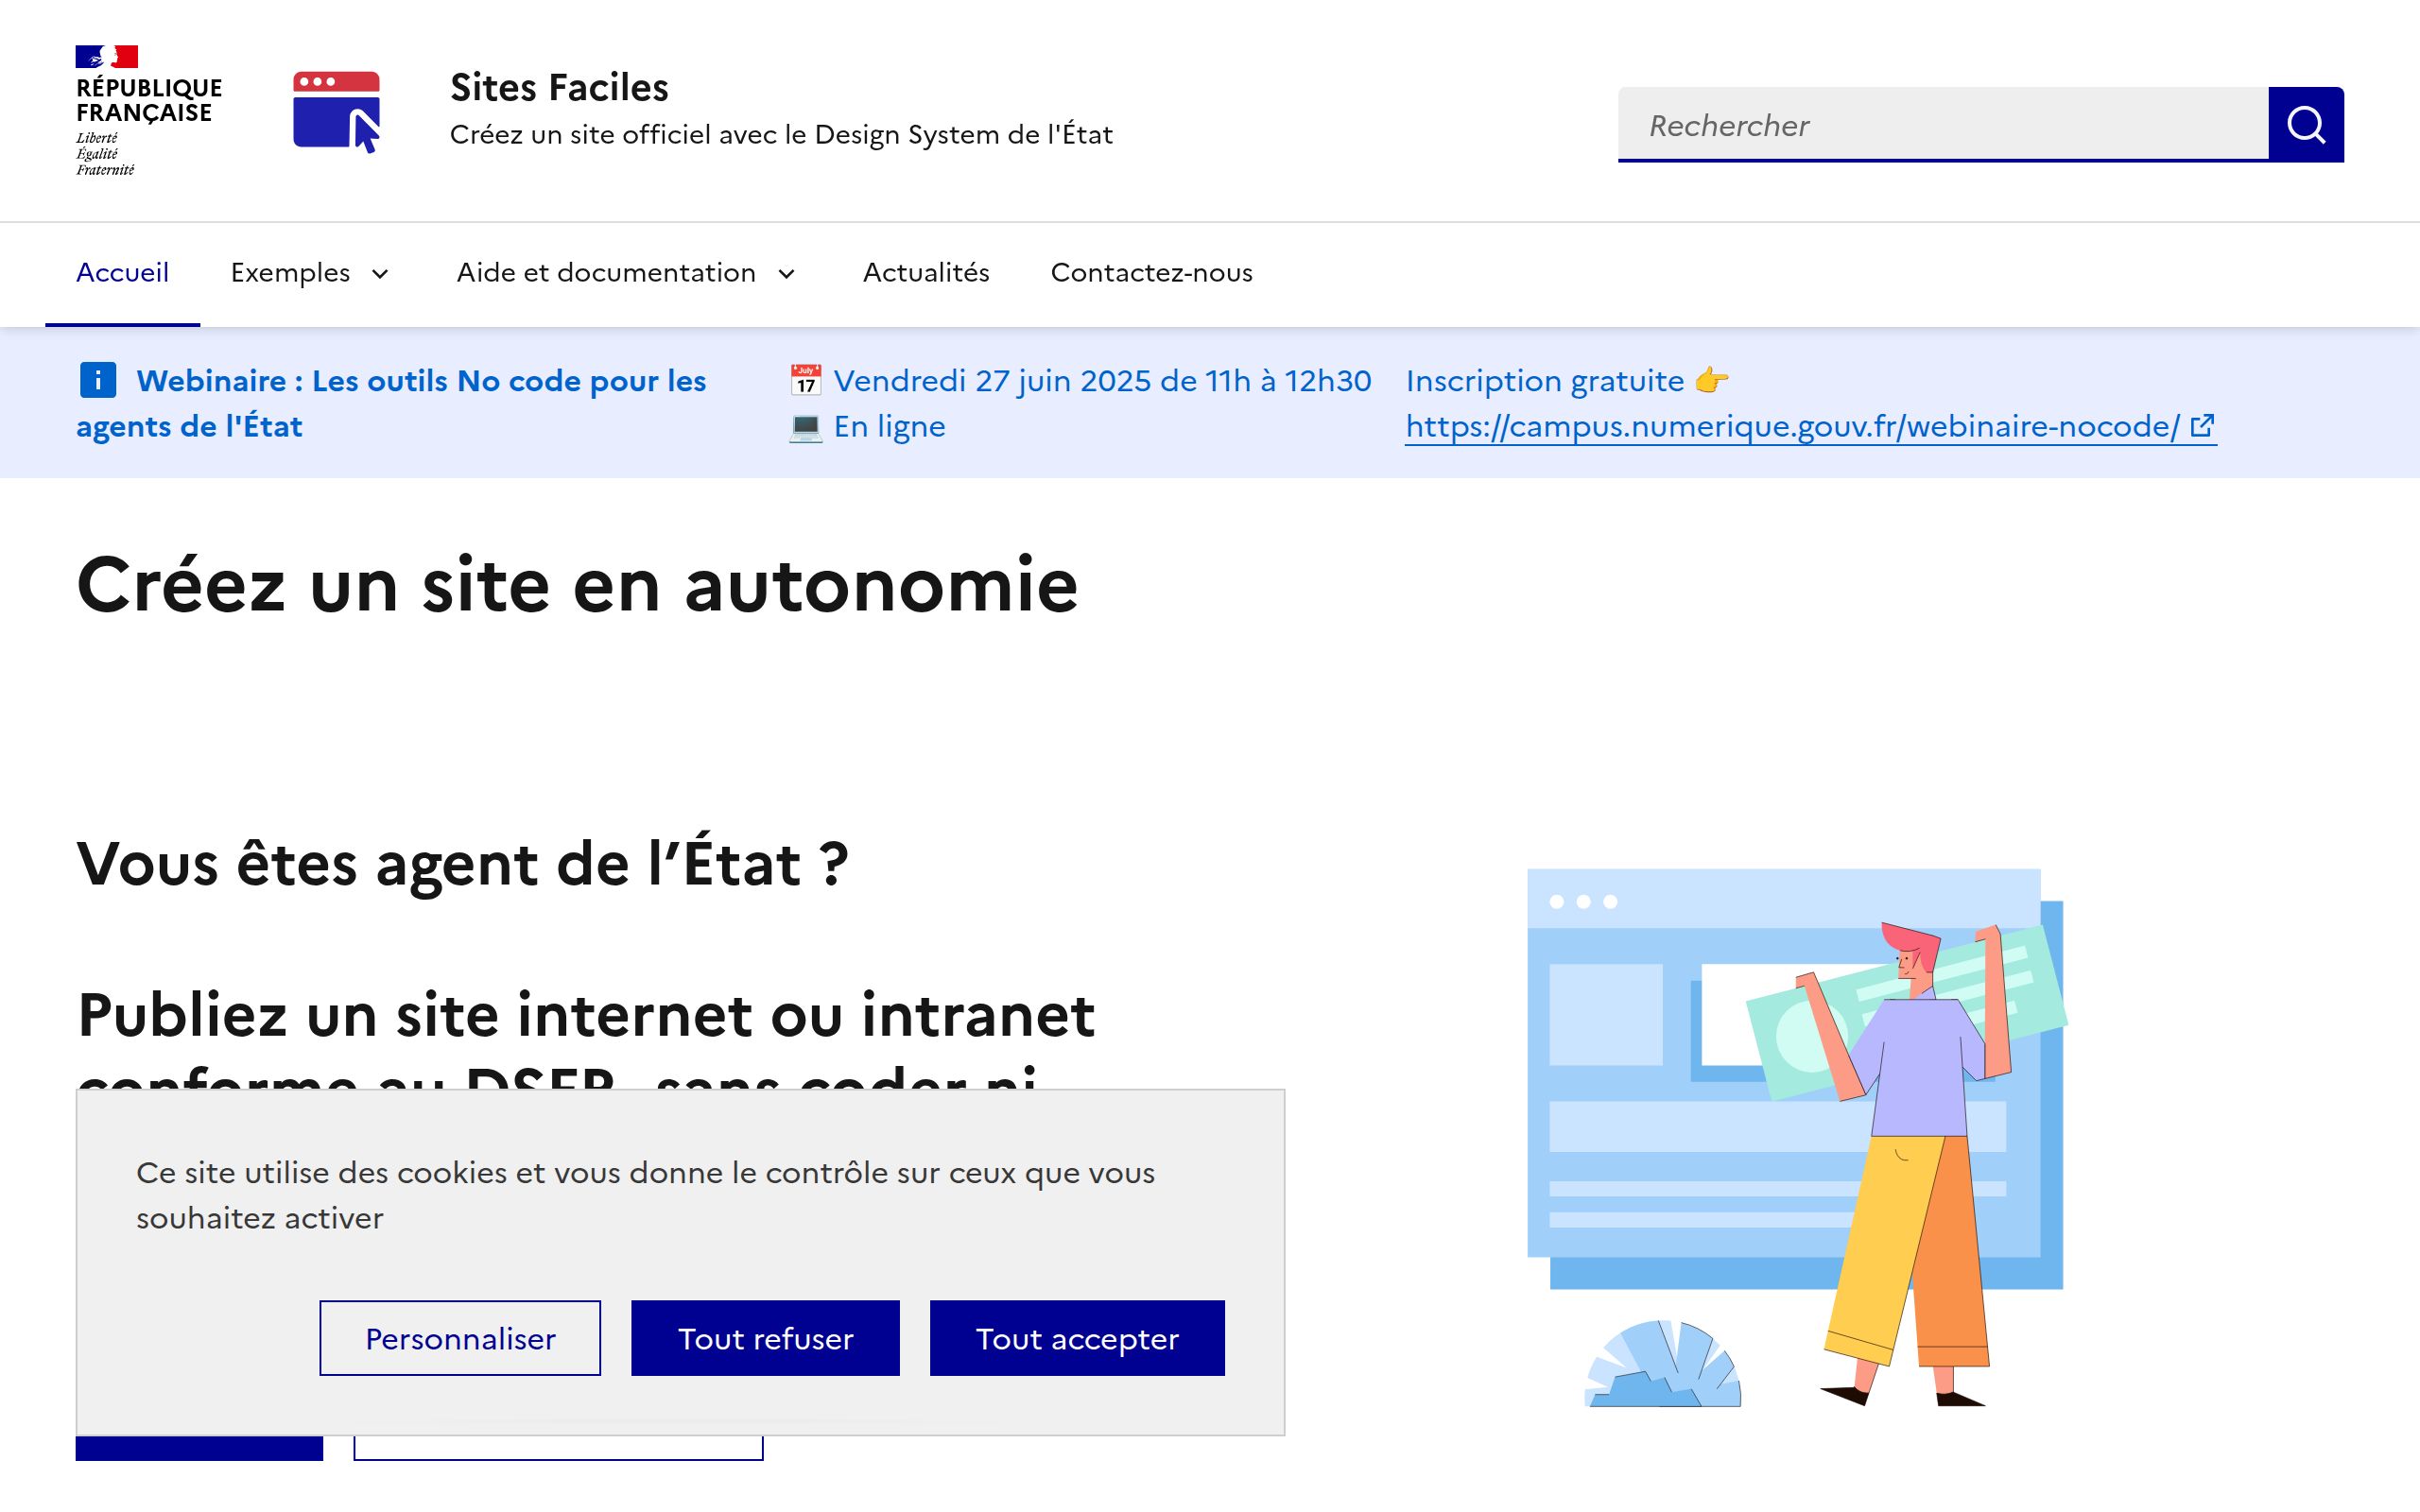 RÉPUBLIQUE
FRANÇAISE
Liberté
Égalité
Fraternité
Sites Faciles
Créez un site officiel avec le Design System de l'État
Rechercher
Accueil
Exemples
Aide et documentation
Actualités
Contactez-nous
Webinaire : Les outils No code pour les
agents de l'État
📅 Vendredi 27 juin 2025 de 11h à 12h30
💻 En ligne
Inscription gratuite 👉
https://campus.numerique.gouv.fr/webinaire-nocode/
Créez un site en autonomie
Vous êtes agent de l’État ?
Publiez un site internet ou intranet
conforme au DSFR, sans coder ni
Ce site utilise des cookies et vous donne le contrôle sur ceux que vous
souhaitez activer
Personnaliser
Tout refuser
Tout accepter